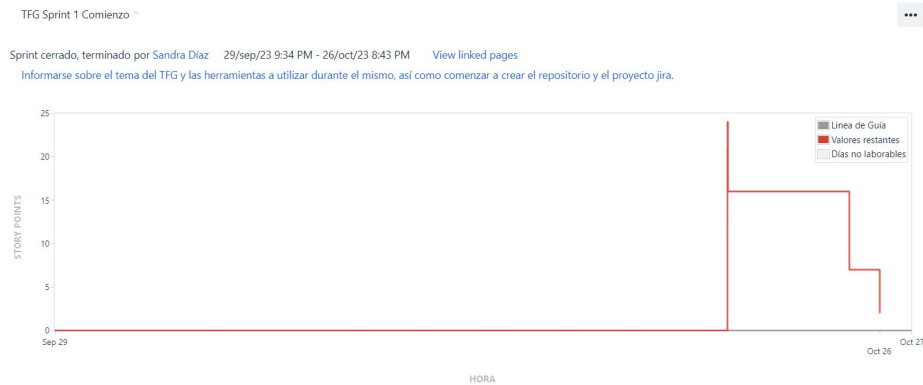 TFG Sprint 1 Comienzo
Sprint cerrado, terminado por Sandra Díaz 29/sep/23 9:34 PM - 26/oct/23 8:43 PM View linked pages
Informarse sobre el tema del TFG y las herramientas a utilizar durante el mismo, así como comenzar a crear el repositorio y el proyecto jira.
25
Linea de Guía
Valores restantes
Días no laborables
20
15
STORY POINTS
10
5
0
Sep 29
Oct 26
Oct 27
HORA